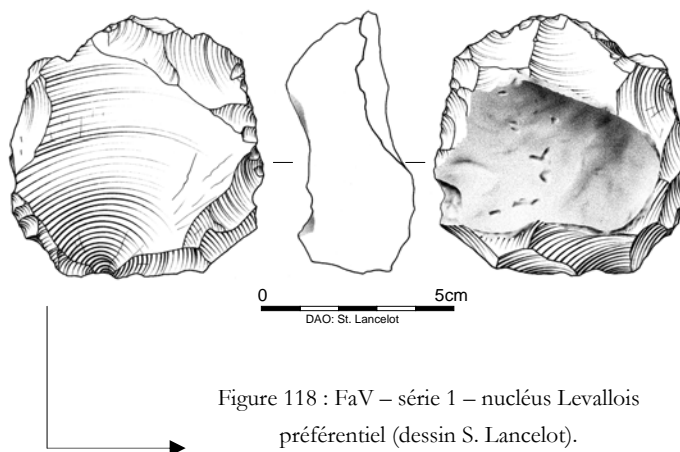 0 5cm
DAO: St. Lancelot
Figure 118 : FaV – série 1 – nucléus Levallois
préférentiel (dessin S. Lancelot).